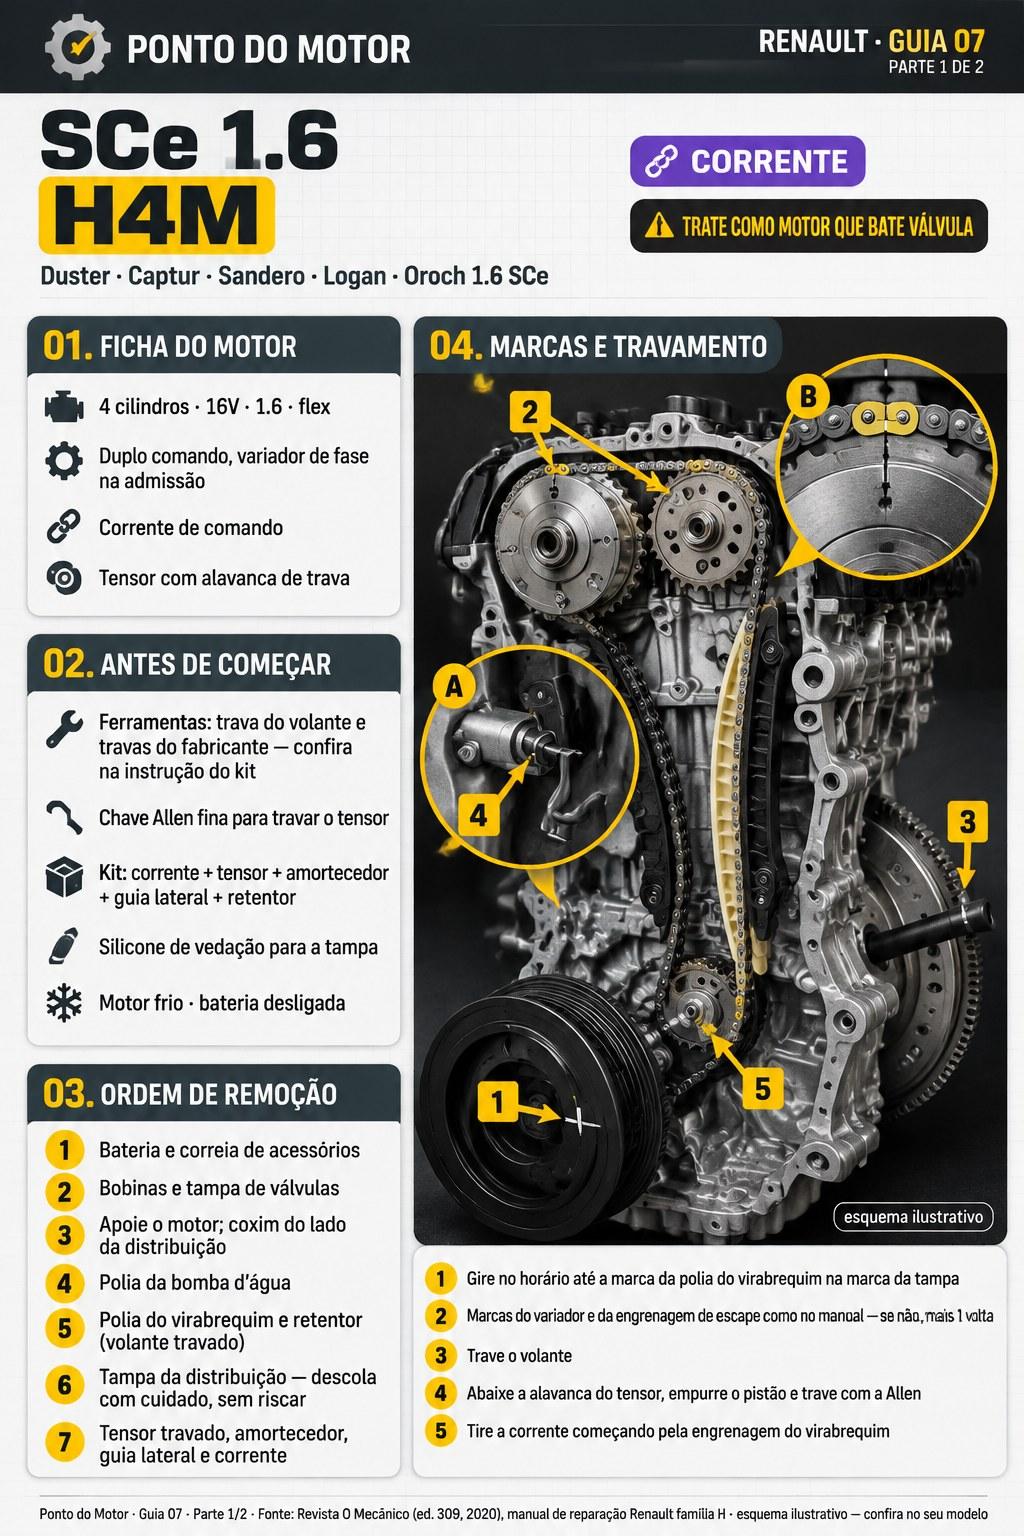 PONTO DO MOTOR
RENAULT · GUIA 07
PARTE 1 DE 2
SCe 1.6
H4M
CORRENTE
TRATE COMO MOTOR QUE BATE VÁLVULA
Duster · Captur · Sandero · Logan · Oroch 1.6 SCe
01. FICHA DO MOTOR
4 cilindros · 16V · 1.6 · flex
Duplo comando, variador de fase
na admissão
Corrente de comando
Tensor com alavanca de trava
02. ANTES DE COMEÇAR
Ferramentas: trava do volante e
travas do fabricante — confira
na instrução do kit
Chave Allen fina para travar o tensor
Kit: corrente + tensor + amortecedor
+ guia lateral + retentor
Silicone de vedação para a tampa
Motor frio · bateria desligada
03. ORDEM DE REMOÇÃO
1 Bateria e correia de acessórios
2 Bobinas e tampa de válvulas
3 Apoie o motor; coxim do lado
da distribuição
4 Polia da bomba d'água
5 Polia do virabrequim e retentor
(volante travado)
6 Tampa da distribuição — descola
com cuidado, sem riscar
7 Tensor travado, amortecedor,
guia lateral e corrente
04. MARCAS E TRAVAMENTO
B
2
A
4
3
5
1
esquema ilustrativo
1 Gire no horário até a marca da polia do virabrequim na marca da tampa
2 Marcas do variador e da engrenagem de escape como no manual — se não, mais 1 volta
3 Trave o volante
4 Abaixe a alavanca do tensor, empurre o pistão e trave com a Allen
5 Tire a corrente começando pela engrenagem do virabrequim
Ponto do Motor · Guia 07 · Parte 1/2 · Fonte: Revista O Mecânico (ed. 309, 2020), manual de reparação Renault família H · esquema ilustrativo — confira no seu modelo